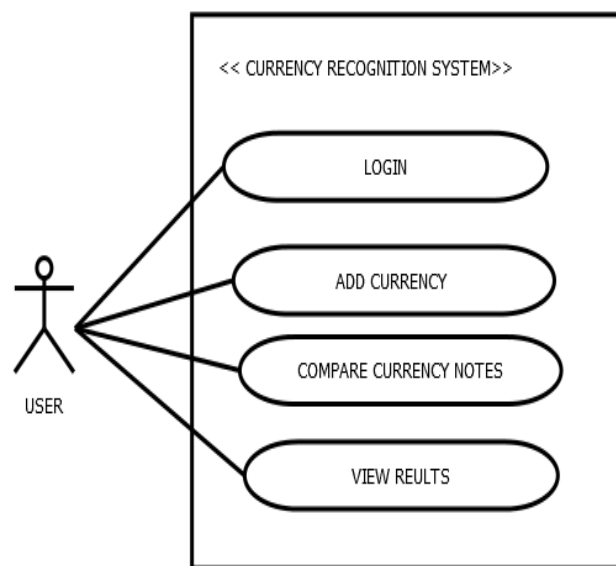 << CURRENCY RECOGNITION SYSTEM>>
LOGIN
ADD CURRENCY
COMPARE CURRENCY NOTES
USER
VIEW REULTS